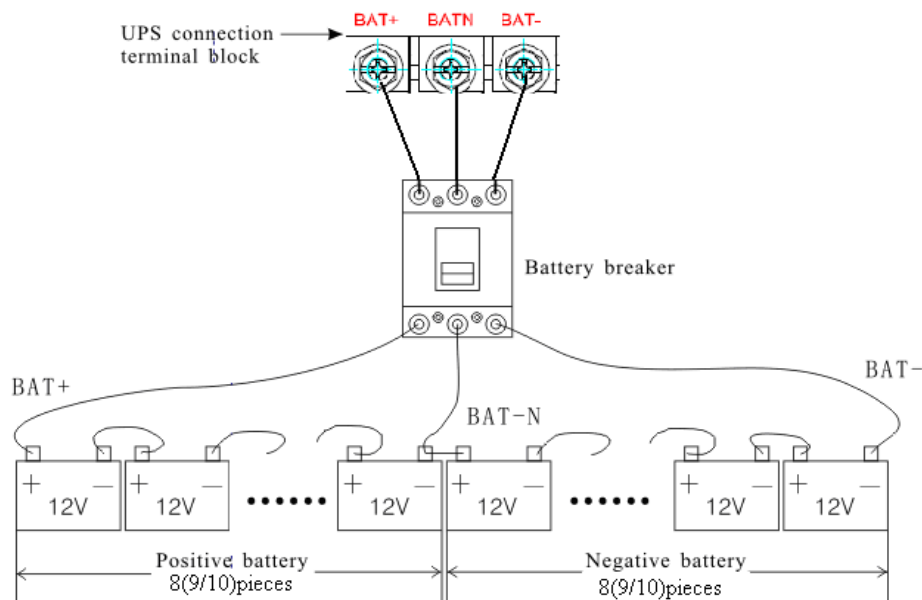 BAT+ BATN BAT-
UPS connection
terminal block
Battery breaker
BAT+
BAT-
BAT-N
+ − 12V
+ − 12V
+ − 12V
+ − 12V
+ − 12V
+ − 12V
Positive battery
8(9/10)pieces
Negative battery
8(9/10)pieces